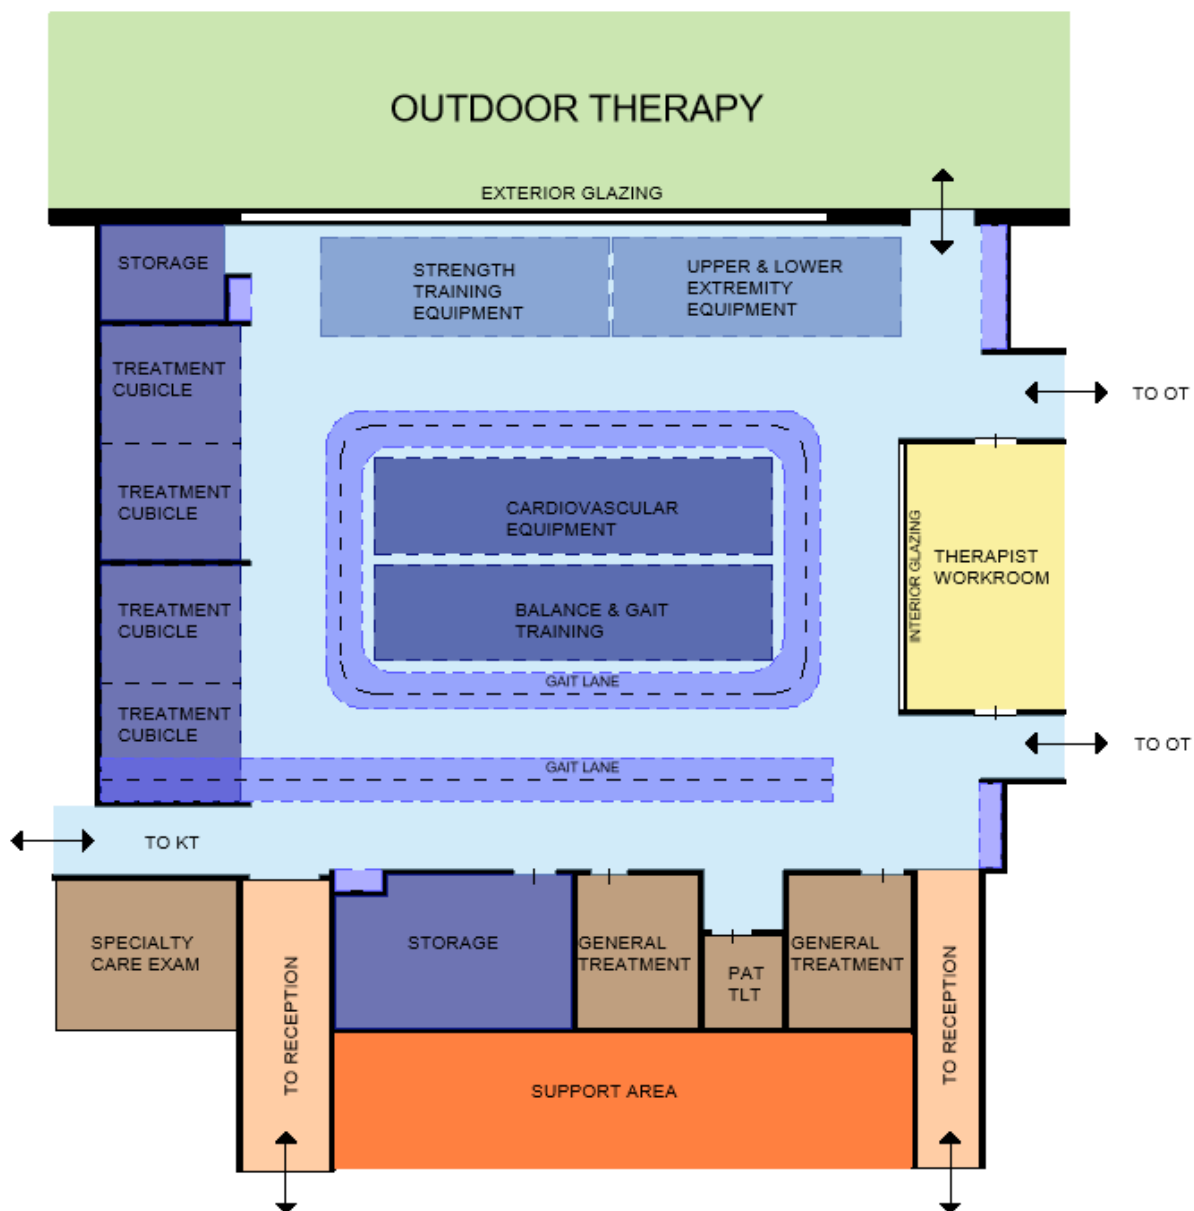 OUTDOOR THERAPY
EXTERIOR GLAZING
STORAGE
STRENGTH
TRAINING
EQUIPMENT
UPPER & LOWER
EXTREMITY
EQUIPMENT
TREATMENT
CUBICLE
TO OT
TREATMENT
CUBICLE
CARDIOVASCULAR
EQUIPMENT
INTERIOR GLAZING
THERAPIST
WORKROOM
TREATMENT
CUBICLE
BALANCE & GAIT
TRAINING
GAIT LANE
TREATMENT
CUBICLE
TO OT
GAIT LANE
TO KT
SPECIALTY
CARE EXAM
TO RECEPTION
STORAGE
GENERAL
TREATMENT
PAT
TLT
GENERAL
TREATMENT
TO RECEPTION
SUPPORT AREA